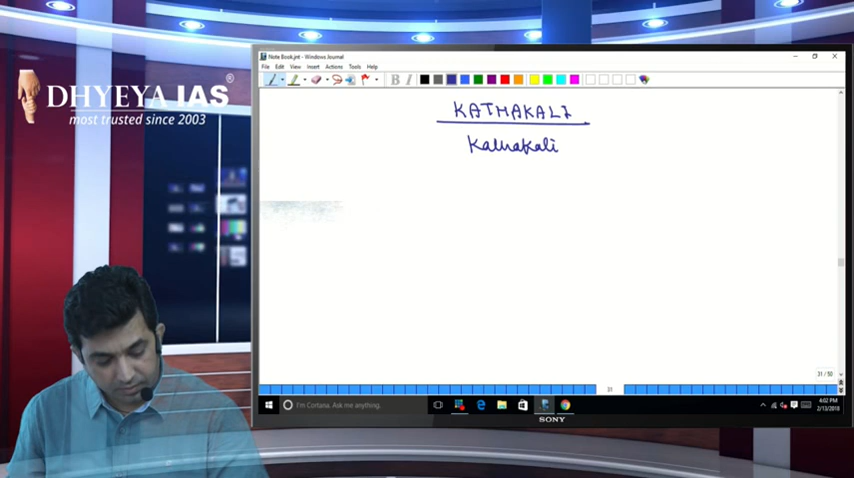 DHYEYA IAS®
most trusted since 2003
Note Book.jnt - Windows Journal
File Edit View Insert Actions Tools Help
B I
KATHAKALI
Kathakali
31 / 50
31
I'm Cortana. Ask me anything.
4:02 PM
2/13/2018
SONY